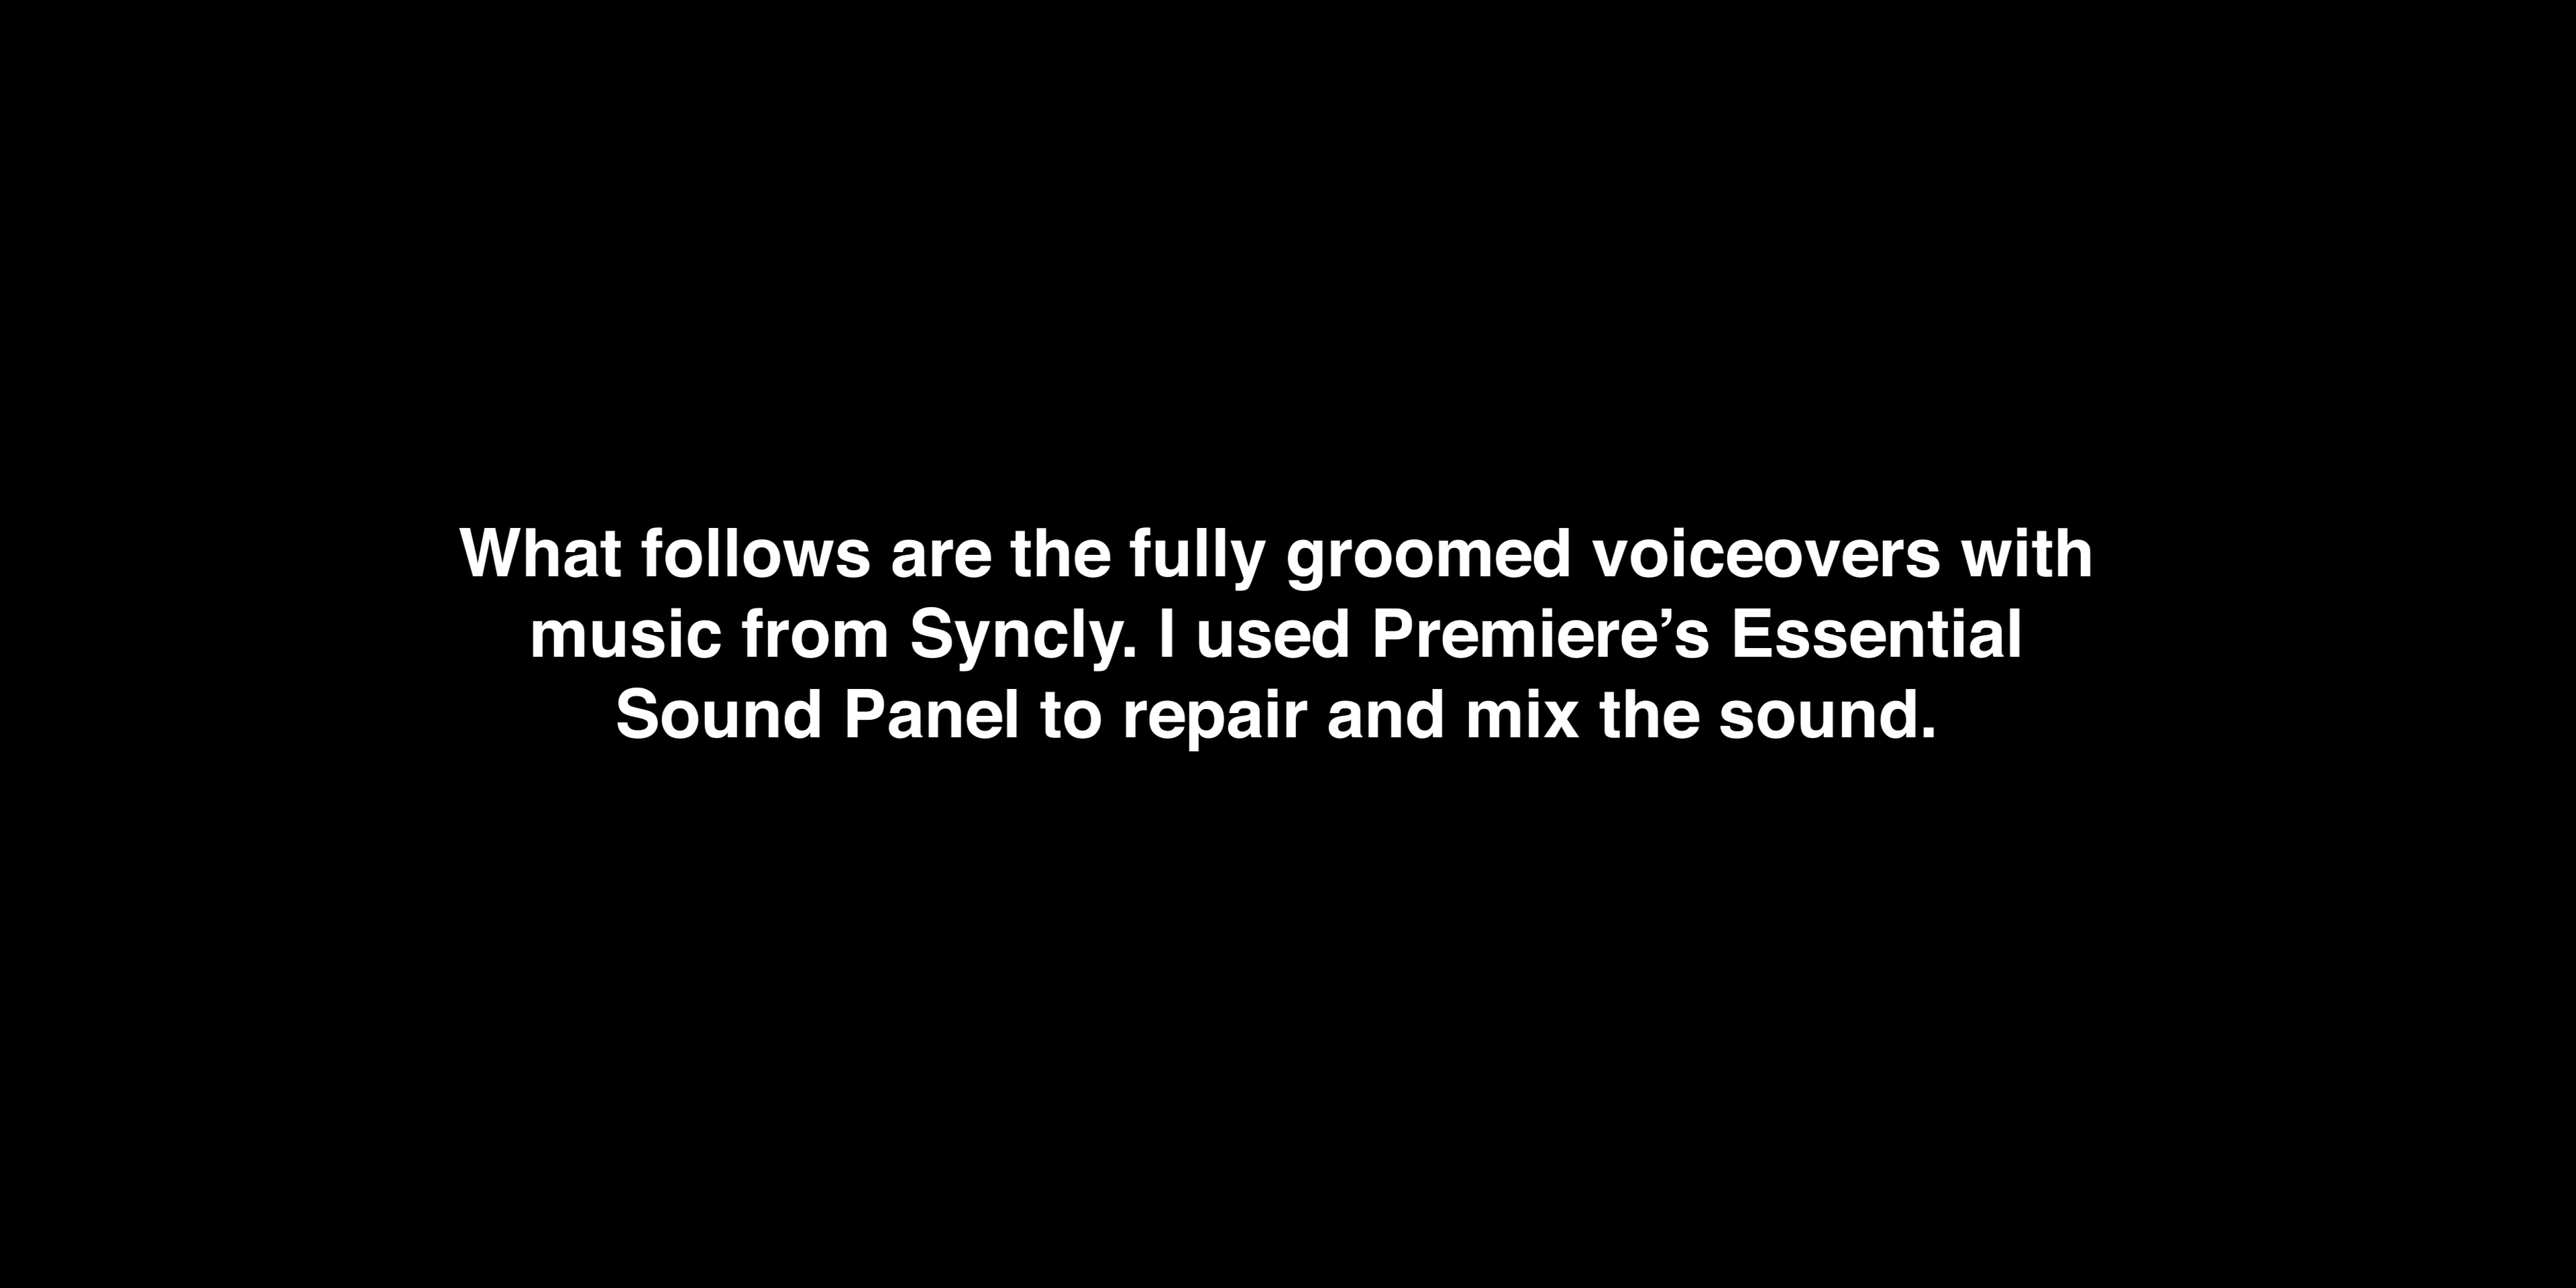 What follows are the fully groomed voiceovers with
music from Syncly. I used Premiere’s Essential
Sound Panel to repair and mix the sound.